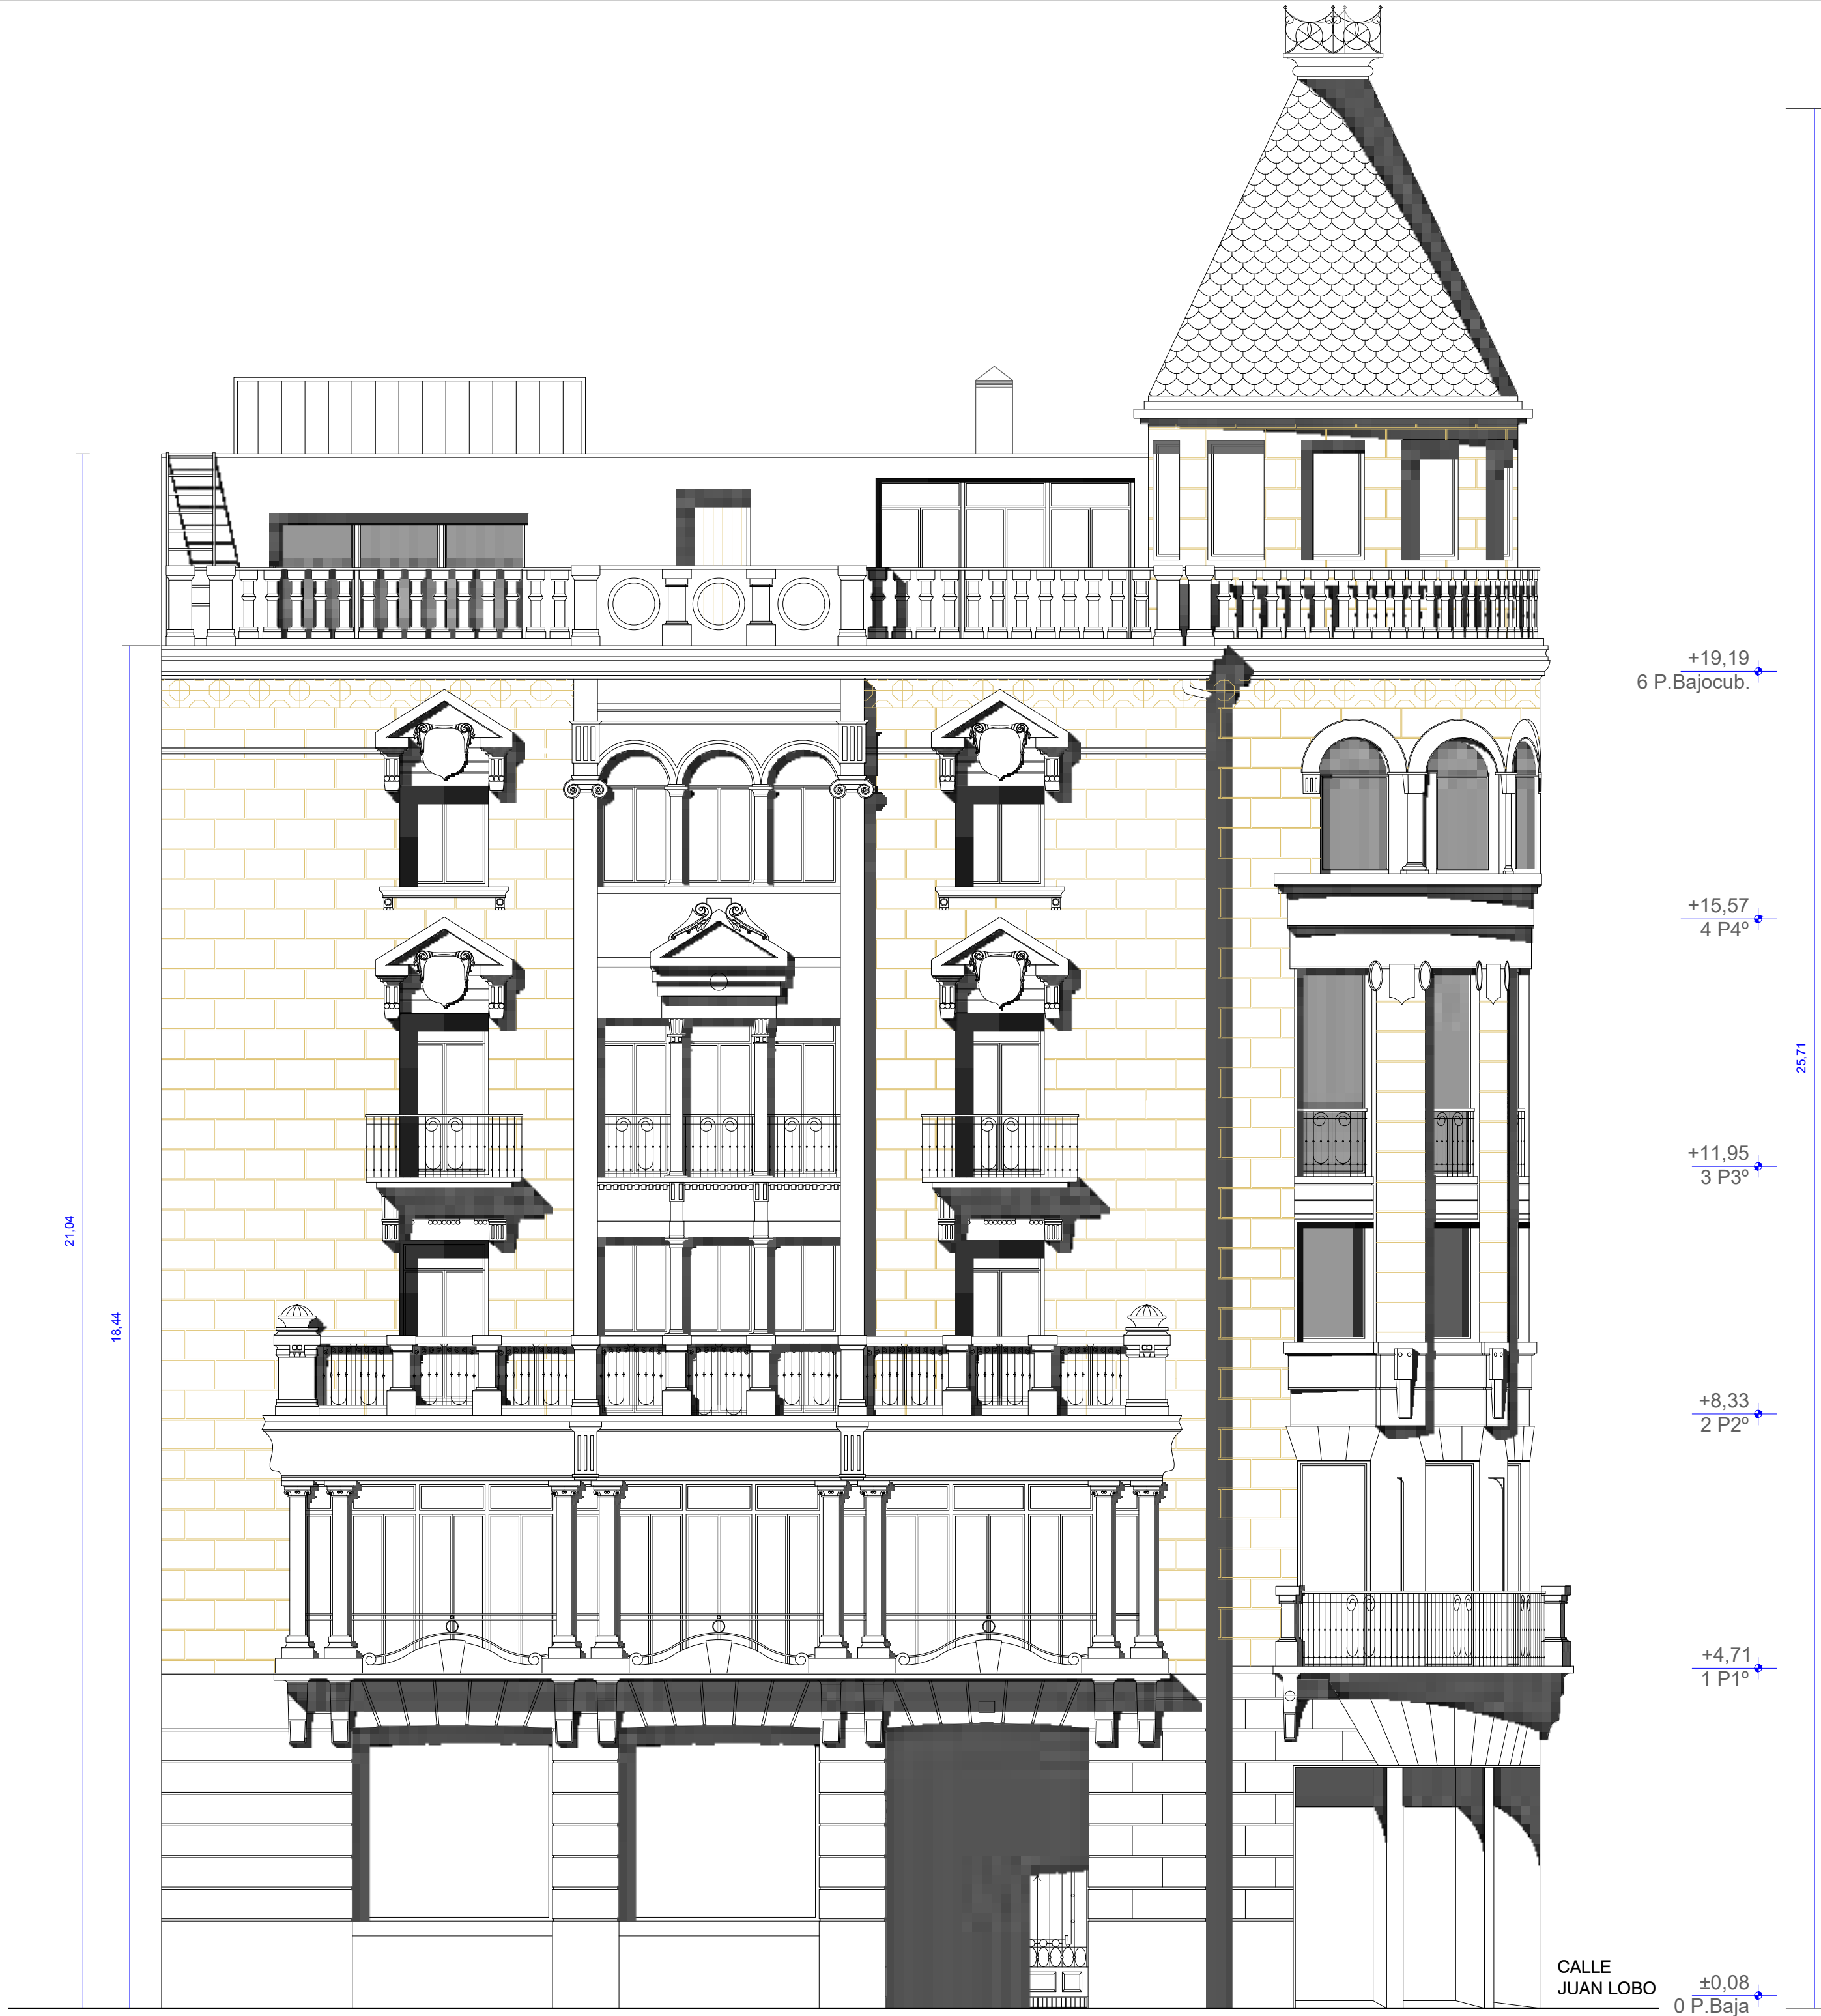 +19,19
6 P.Bajocub.
+15,57
4 P4º
25,71
+11,95
3 P3º
21,04
18,44
+8,33
2 P2º
+4,71
1 P1º
CALLE
JUAN LOBO
±0,08
0 P.Baja